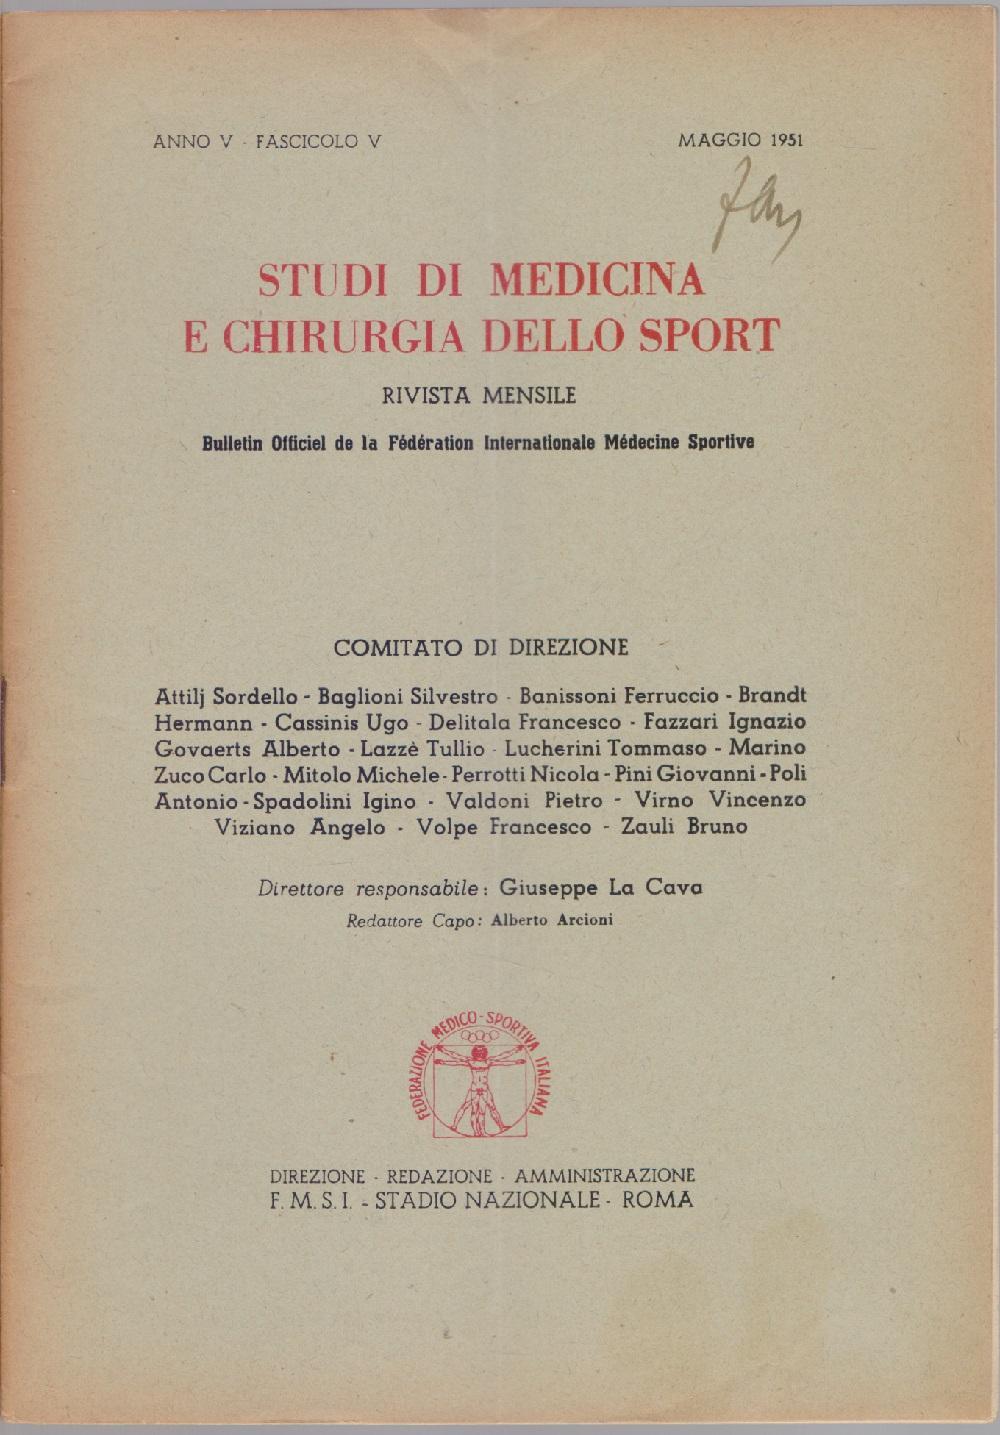 ANNO V - FASCICOLO V
MAGGIO 1951
STUDI DI MEDICINA
E CHIRURGIA DELLO SPORT
RIVISTA MENSILE
Bulletin Officiel de la Fédération Internationale Médecine Sportive
COMITATO DI DIREZIONE
Attilj Sordello - Baglioni Silvestro - Banissoni Ferruccio - Brandt
Hermann - Cassinis Ugo - Delitala Francesco - Fazzari Ignazio
Govaerts Alberto - Lazzè Tullio - Lucherini Tommaso - Marino
Zuco Carlo - Mitolo Michele - Perrotti Nicola - Pini Giovanni - Poli
Antonio - Spadolini Igino - Valdoni Pietro - Virno Vincenzo
Viziano Angelo - Volpe Francesco - Zauli Bruno
Direttore responsabile: Giuseppe La Cava
Redattore Capo: Alberto Arcioni
FEDERAZIONE MEDICO-SPORTIVA ITALIANA
DIREZIONE - REDAZIONE - AMMINISTRAZIONE
F. M. S. I. - STADIO NAZIONALE - ROMA